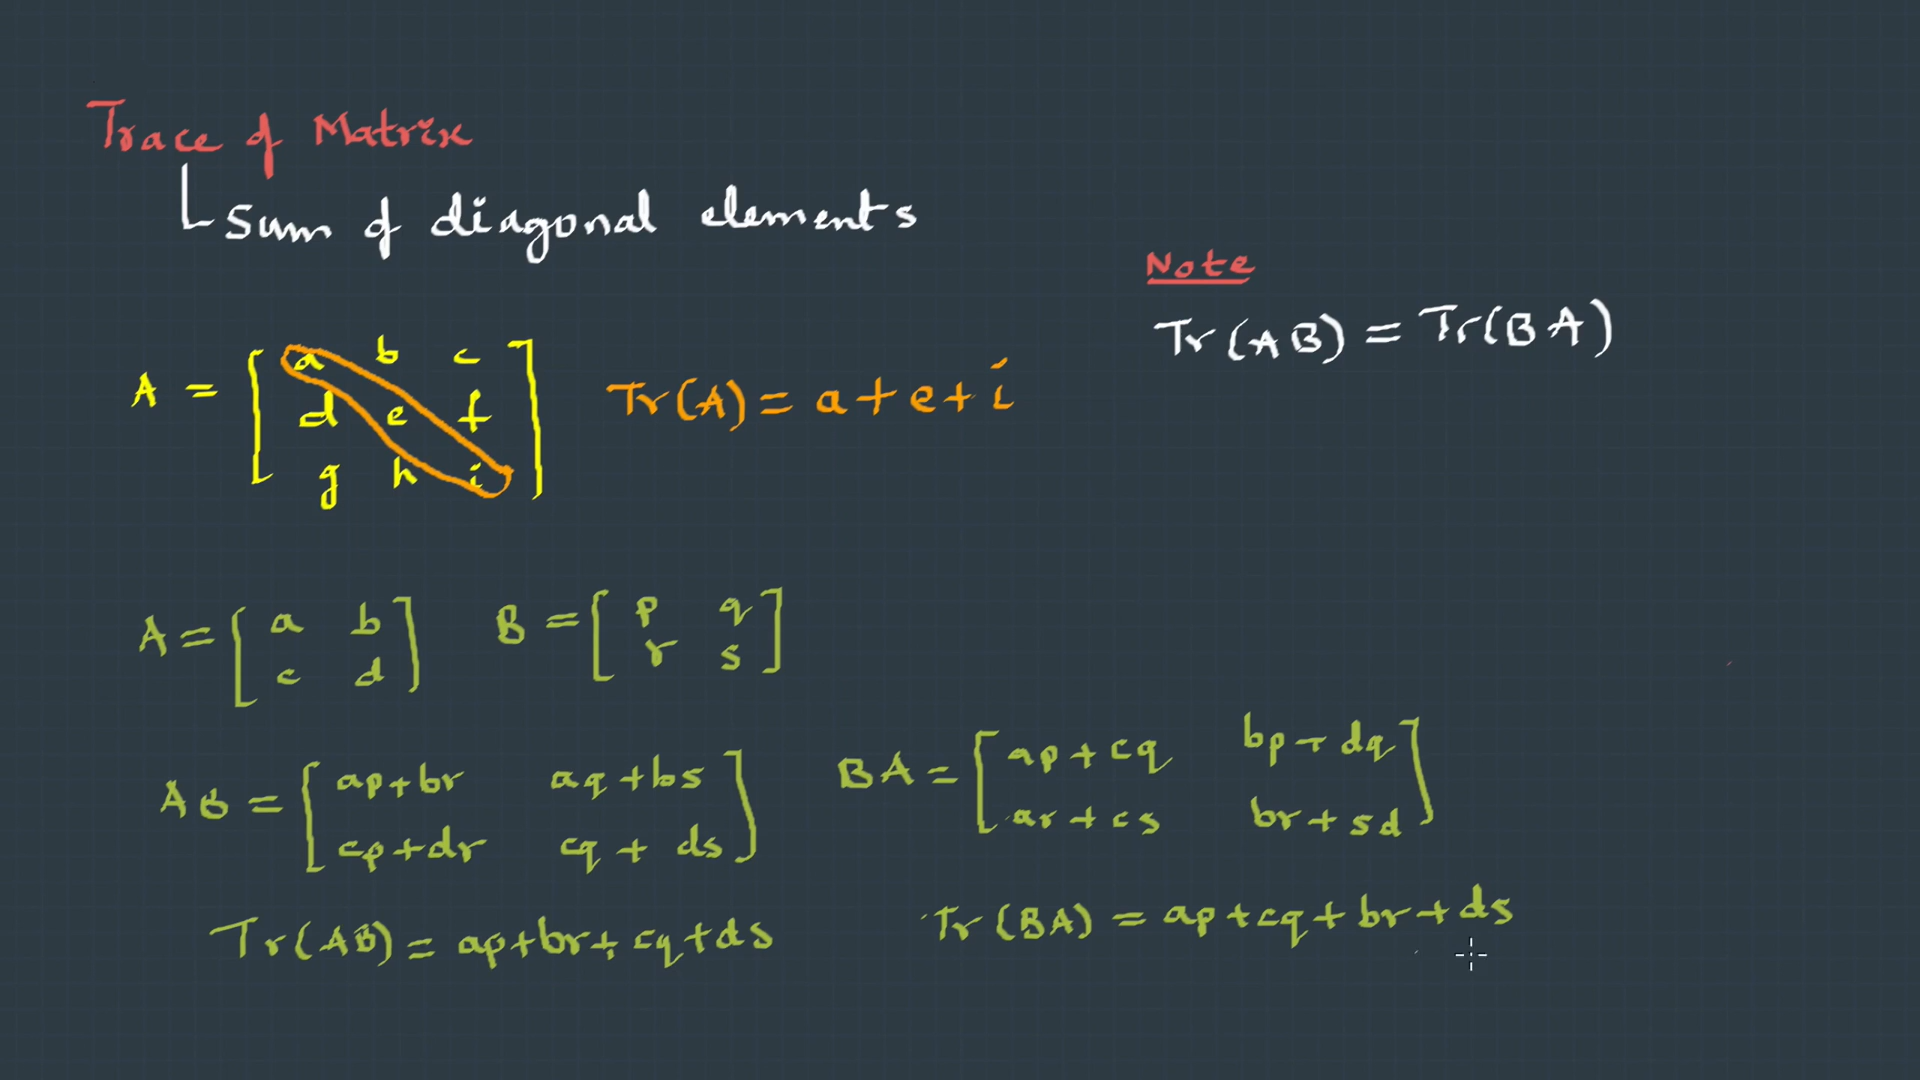 Trace of Matrix
Sum of diagonal elements
Note
Tr(AB) = Tr(BA)
A = [ a b c
d e f
g h i ]
Tr(A) = a+e+i
A = [ a b
c d ]
B = [ p q
r s ]
AB = [ ap+br aq+bs
cp+dr cq+ds ]
BA = [ ap+cq bp+dq
ar+cs br+sd ]
Tr(AB) = ap+br+cq+ds
Tr(BA) = ap+cq+br+ds